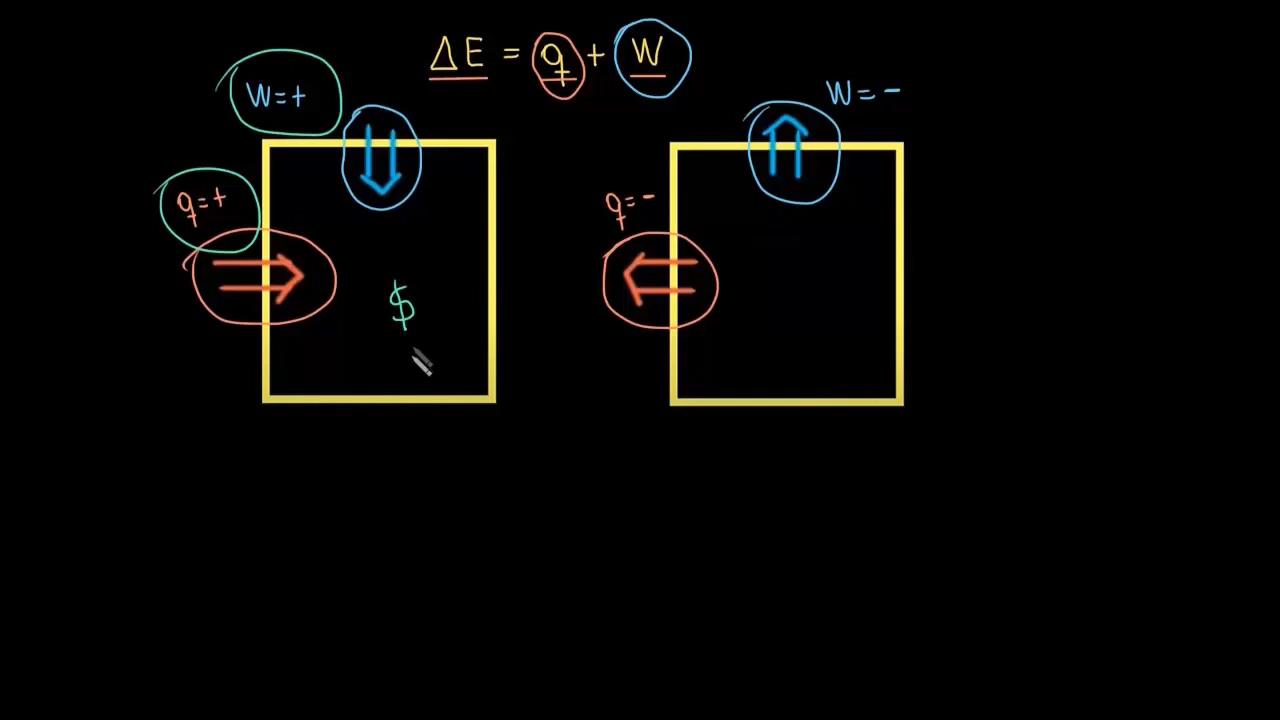 ΔE = q + W
W=+
W=-
q=+
q=-
$